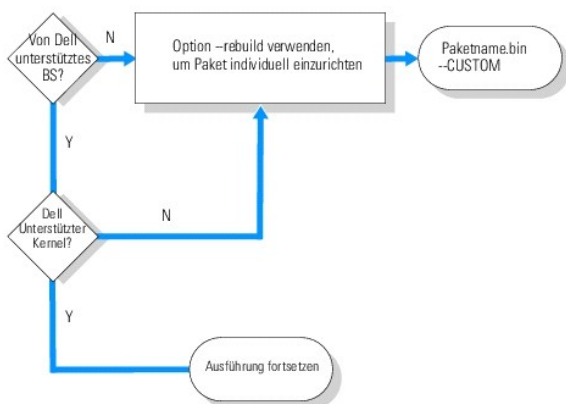 Von Dell
unterstütztes
BS?
N
Option –rebuild verwenden,
um Paket individuell einzurichten
Paketname.bin
--CUSTOM
Y
Dell
Unterstützter
Kernel?
N
Y
Ausführung fortsetzen